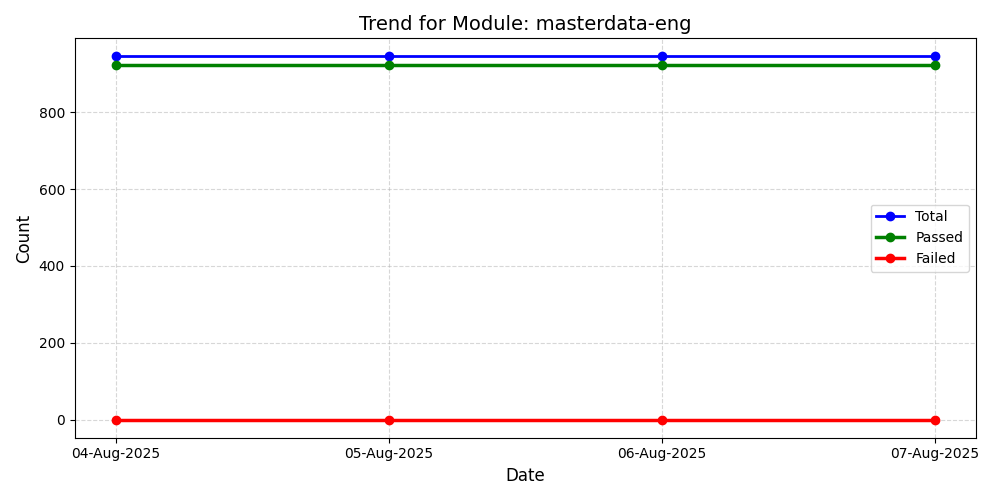 Trend for Module: masterdata-eng
Count
800
600
400
200
0
Total
Passed
Failed
04-Aug-2025
05-Aug-2025
06-Aug-2025
07-Aug-2025
Date